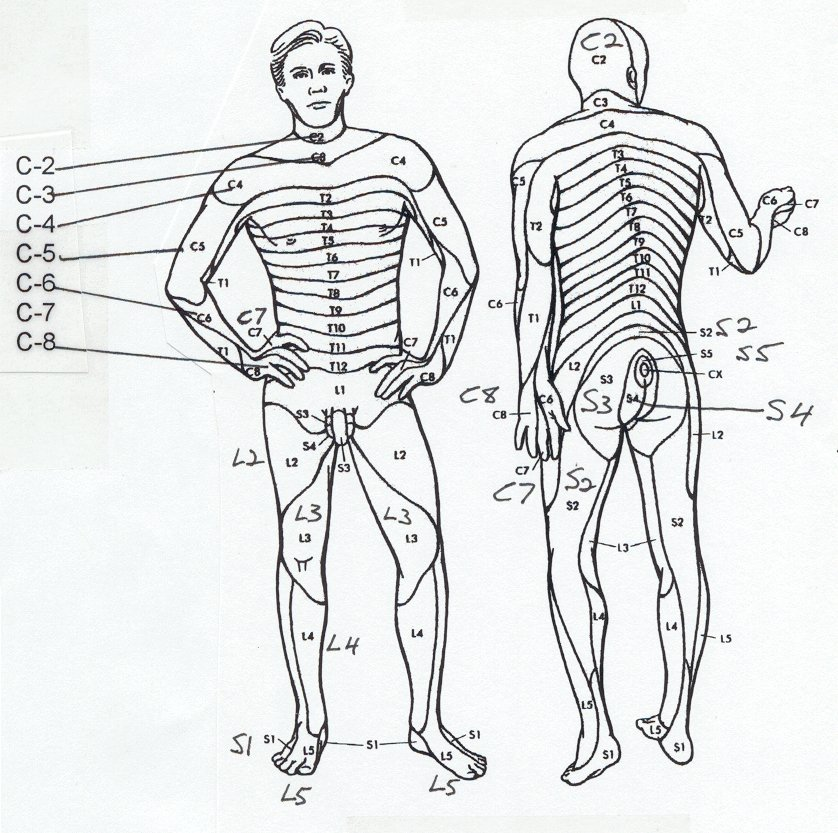 C-2
C-3
C-4
C-5
C-6
C-7
C-8
C2
C3
C4
C4
T2
T3
T4
T5
T6
T7
T8
T9
T10
T11
T12
L1
C5
C5
T1
T1
C6
C6
C7
C7
C7
T1
T1
C8
C8
S3
S4
S3
L2
L2
L2
L3
L3
L3
L3
L4
L4
L4
S1
S1
S1
S1
L5
L5
L5
L5
C2
C2
C3
C4
T3
T4
T5
T6
T7
T8
T9
T10
T11
T12
L1
C5
T2
T2
C5
C6
C7
C8
T1
C6
T1
S2
S2
S5
S5
CX
L2
S3
S3
S4
S4
C8
C8
C6
C7
C7
L2
S2
S2
S2
L3
L4
L4
L5
L5
L5
S1
S1